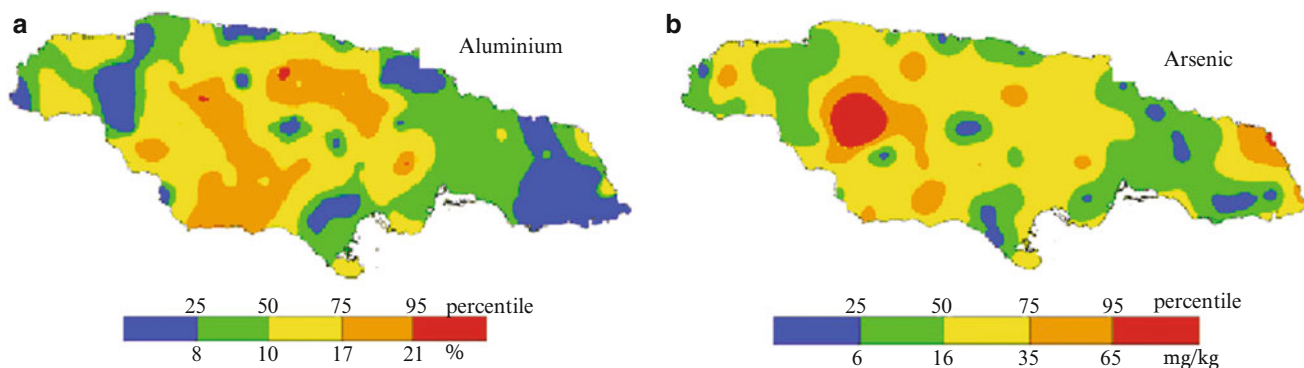 a
Aluminium
25 50 75 95 percentile
8 10 17 21 %
b
Arsenic
25 50 75 95 percentile
6 16 35 65 mg/kg